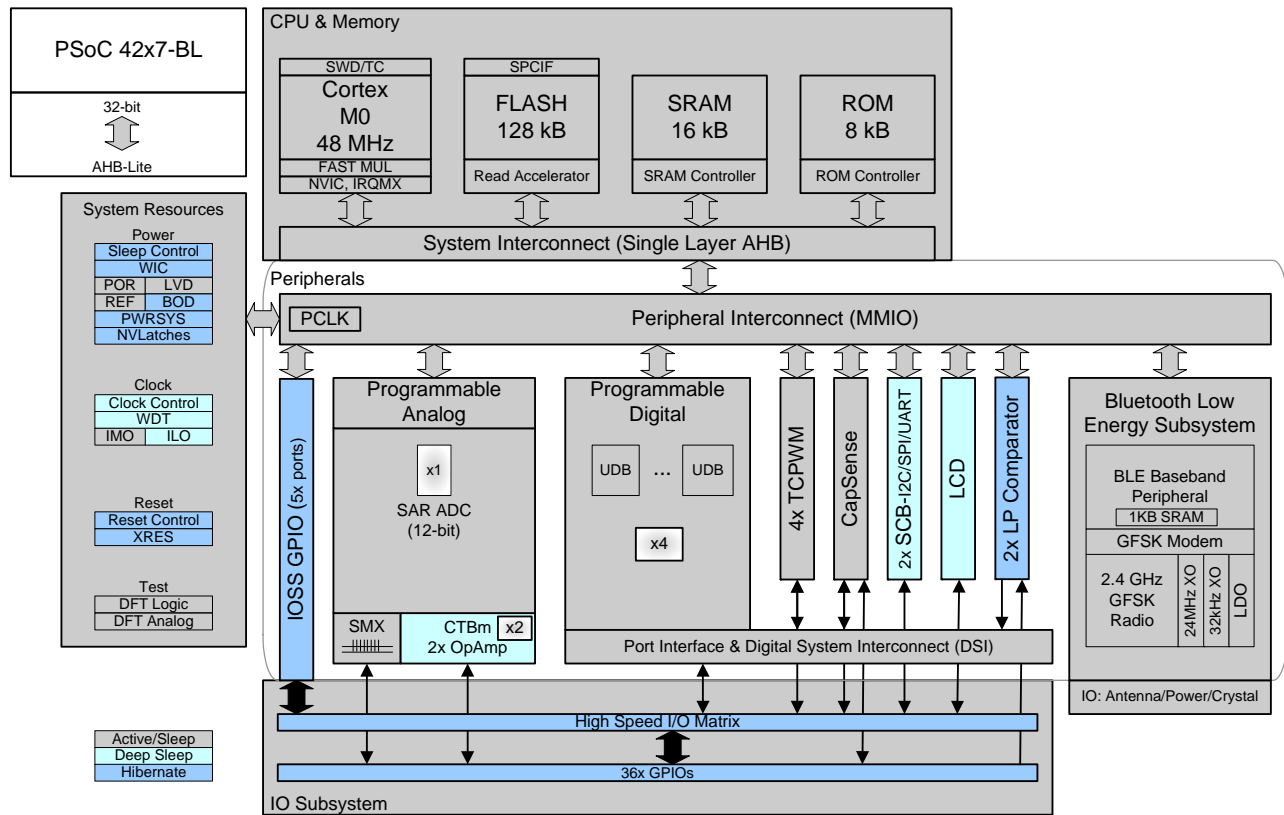 PSoC 42x7-BL
32-bit
AHB-Lite
CPU & Memory
SWD/TC
Cortex
M0
48 MHz
FAST MUL
NVIC, IRQMX
SPCIF
FLASH
128 kB
Read Accelerator
SRAM
16 kB
SRAM Controller
ROM
8 kB
ROM Controller
System Interconnect (Single Layer AHB)
System Resources
Power
Sleep Control
WIC
POR LVD
REF BOD
PWRSYS
NVLatches
Clock
Clock Control
WDT
IMO ILO
Reset
Reset Control
XRES
Test
DFT Logic
DFT Analog
Peripherals
PCLK
Peripheral Interconnect (MMIO)
IOSS GPIO (5x ports)
Programmable
Analog
x1
SAR ADC
(12-bit)
SMX
CTBm x2
2x OpAmp
Programmable
Digital
UDB ... UDB
x4
4x TCPWM
CapSense
2x SCB-I2C/SPI/UART
LCD
2x LP Comparator
Port Interface & Digital System Interconnect (DSI)
Bluetooth Low
Energy Subsystem
BLE Baseband
Peripheral
1KB SRAM
GFSK Modem
2.4 GHz
GFSK
Radio
24MHz XO
32kHz XO
LDO
IO: Antenna/Power/Crystal
High Speed I/O Matrix
36x GPIOs
IO Subsystem
Active/Sleep
Deep Sleep
Hibernate